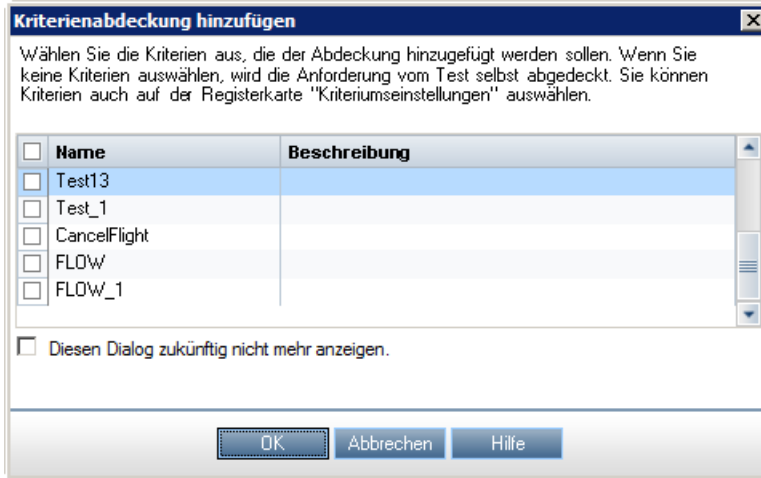 Kriterienabdeckung hinzufügen
Wählen Sie die Kriterien aus, die der Abdeckung hinzugefügt werden sollen. Wenn Sie
keine Kriterien auswählen, wird die Anforderung vom Test selbst abgedeckt. Sie können
Kriterien auch auf der Registerkarte "Kriteriumseinstellungen" auswählen.
Name Beschreibung
Test13
Test_1
CancelFlight
FLOW
FLOW_1
Diesen Dialog zukünftig nicht mehr anzeigen.
OK Abbrechen Hilfe